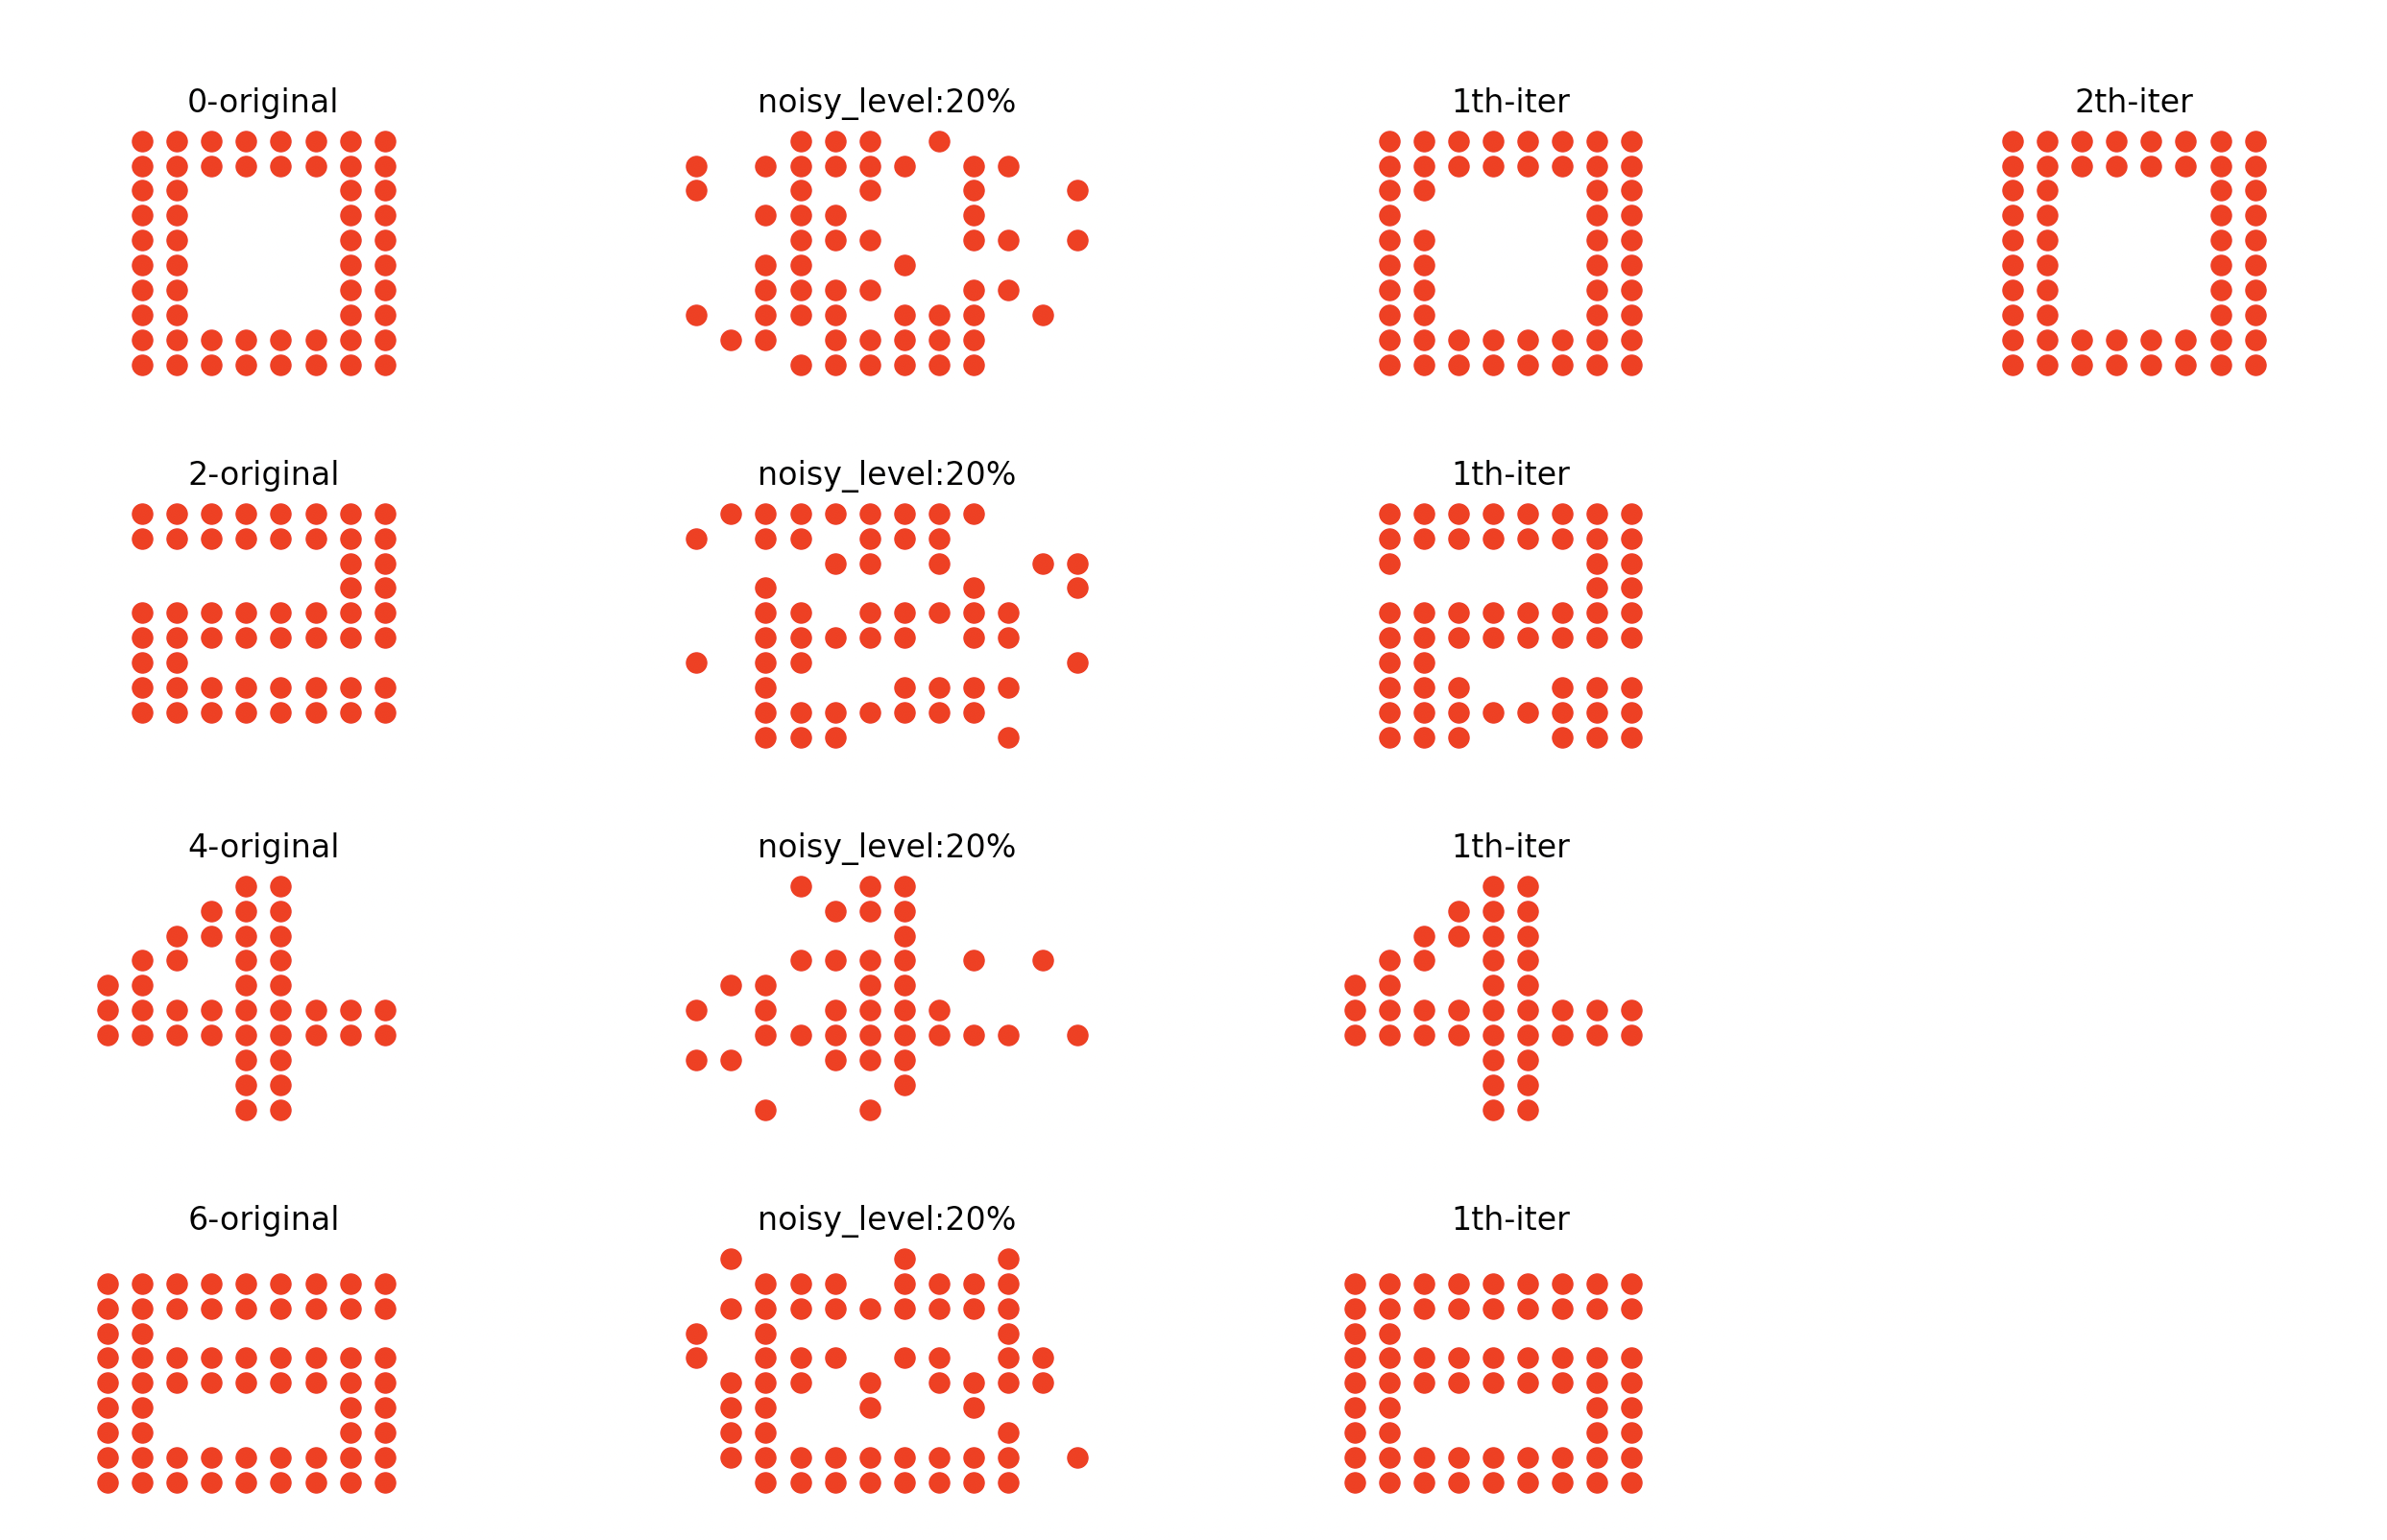 0-original noisy_level:20% 1th-iter 2th-iter
2-original noisy_level:20% 1th-iter
4-original noisy_level:20% 1th-iter
6-original noisy_level:20% 1th-iter